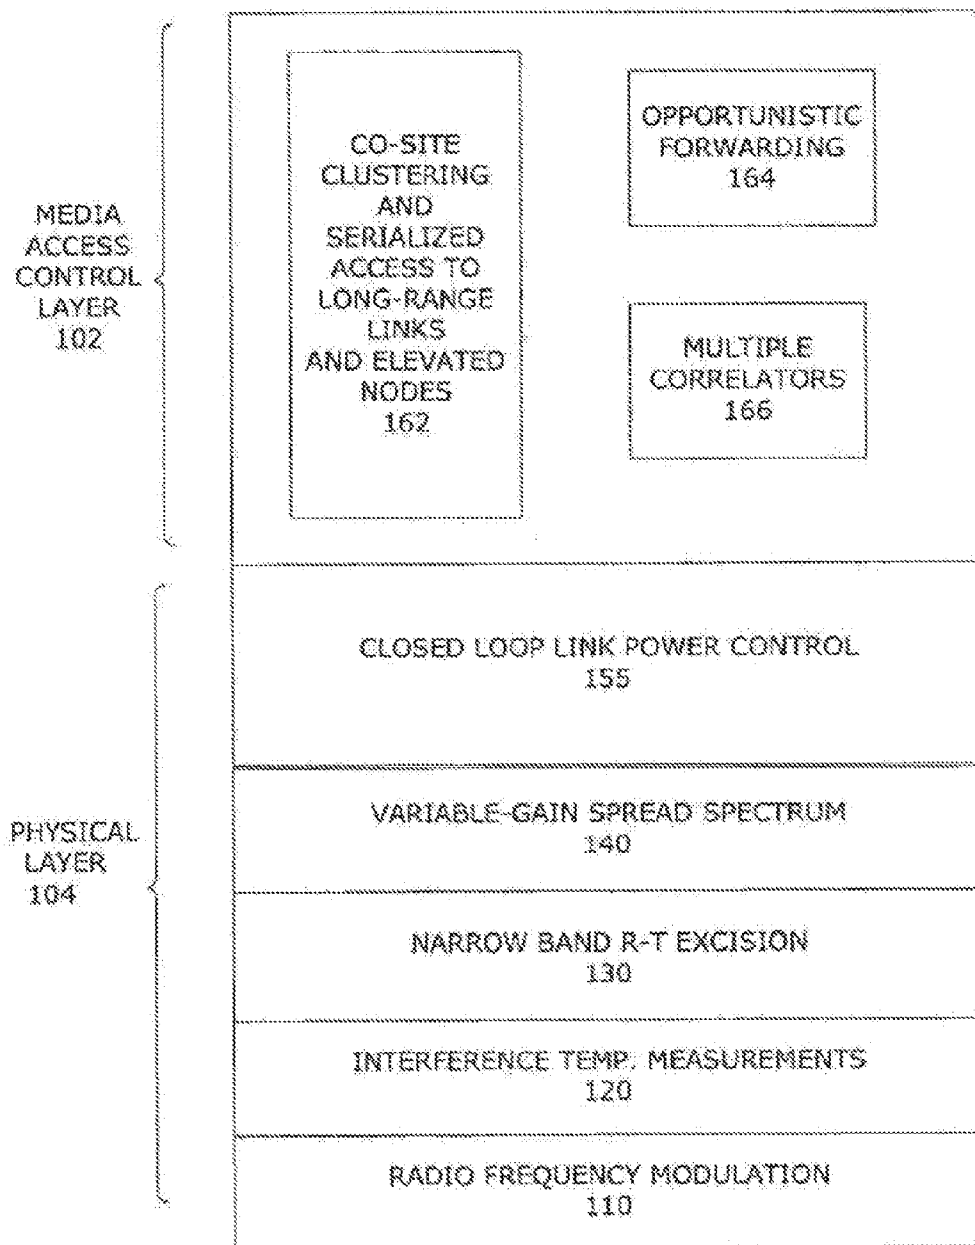 MEDIA
ACCESS
CONTROL
LAYER
102
CO-SITE
CLUSTERING
AND
SERIALIZED
ACCESS TO
LONG-RANGE
LINKS
AND ELEVATED
NODES
162
OPPORTUNISTIC
FORWARDING
164
MULTIPLE
CORRELATORS
166
PHYSICAL
LAYER
104
CLOSED LOOP LINK POWER CONTROL
155
VARIABLE-GAIN SPREAD SPECTRUM
140
NARROW BAND R-T EXCISION
130
INTERFERENCE TEMP. MEASUREMENTS
120
RADIO FREQUENCY MODULATION
110